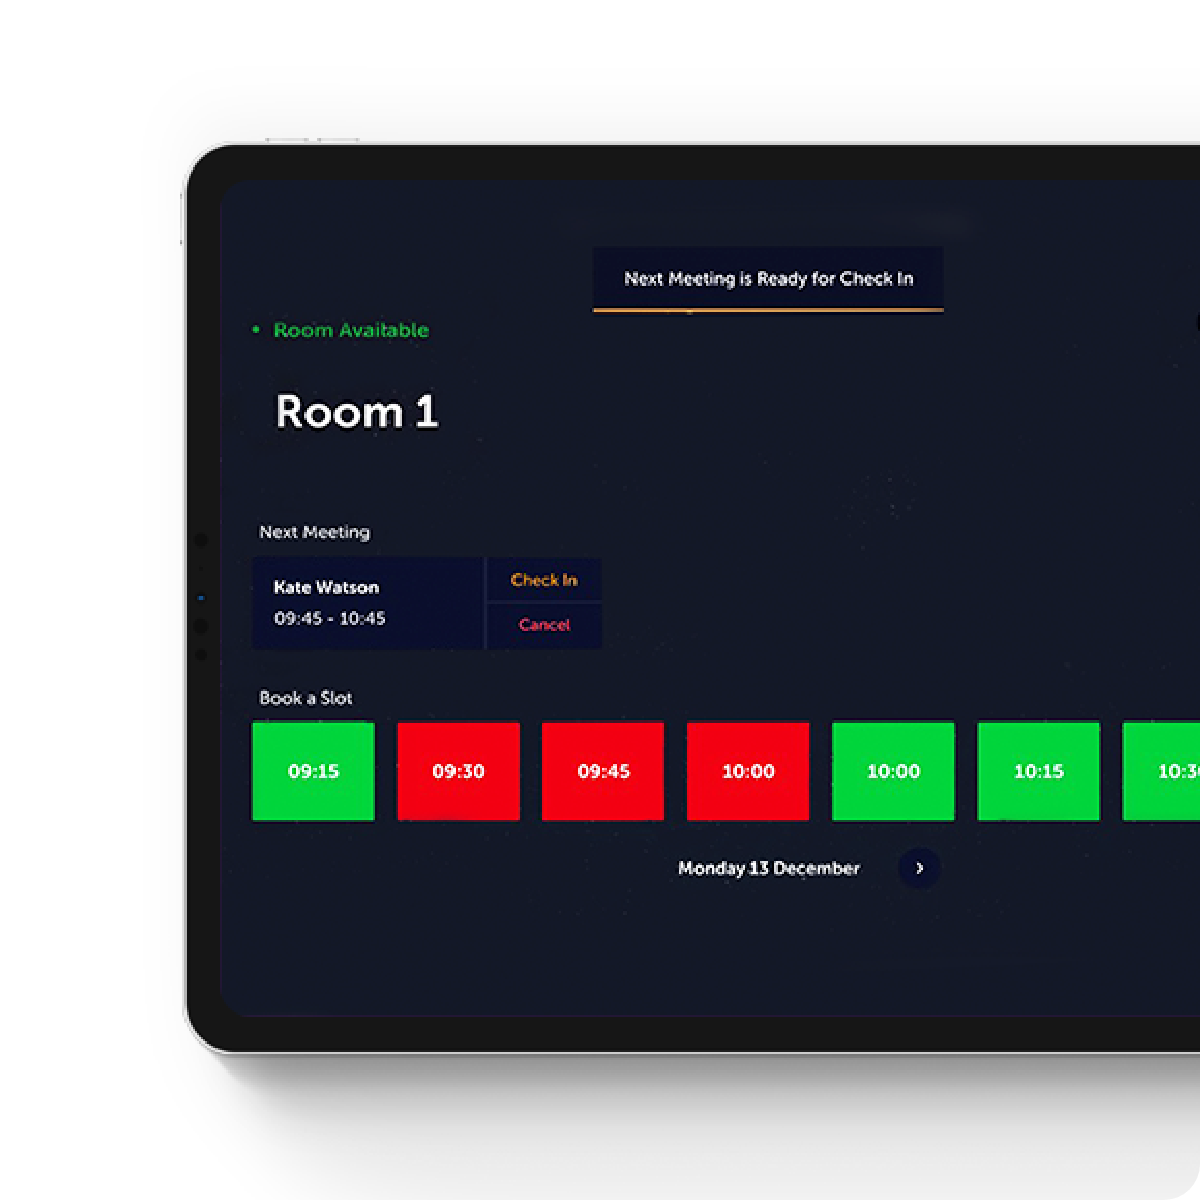 Next Meeting is Ready for Check In
Room Available
Room 1
Next Meeting
Kate Watson
09:45 - 10:45
Check In
Cancel
Book a Slot
09:15 09:30 09:45 10:00 10:00 10:15 10:3
Monday 13 December